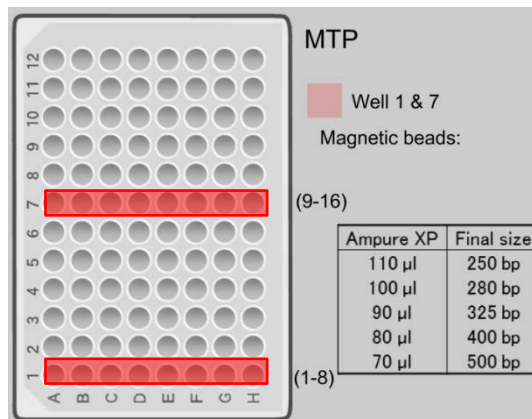 MTP
12
11
10
9
8
7
6
5
4
3
2
1
A B C D E F G H
Well 1 & 7
Magnetic beads:
(9-16)
(1-8)
Ampure XP Final size
110 µl 250 bp
100 µl 280 bp
90 µl 325 bp
80 µl 400 bp
70 µl 500 bp